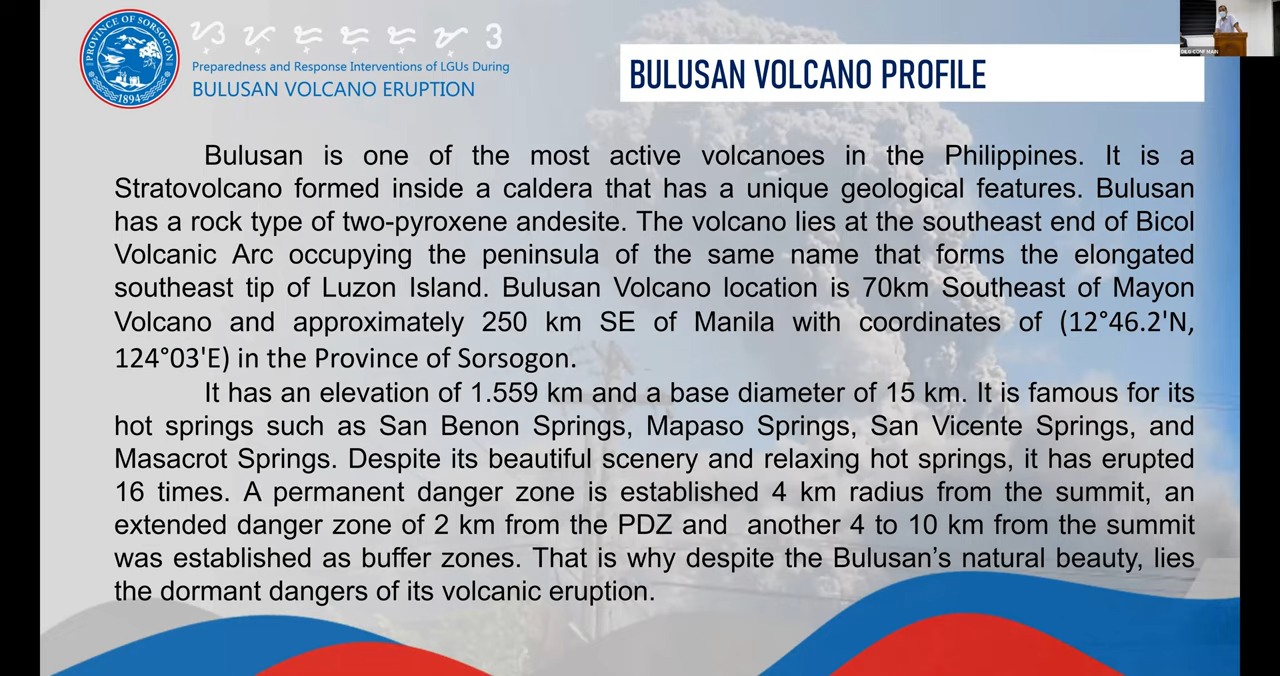 PROVINCE OF SORSOGON
1894
Preparedness and Response Interventions of LGUs During
BULUSAN VOLCANO ERUPTION
BULUSAN VOLCANO PROFILE
Bulusan is one of the most active volcanoes in the Philippines. It is a
Stratovolcano formed inside a caldera that has a unique geological features. Bulusan
has a rock type of two-pyroxene andesite. The volcano lies at the southeast end of Bicol
Volcanic Arc occupying the peninsula of the same name that forms the elongated
southeast tip of Luzon Island. Bulusan Volcano location is 70km Southeast of Mayon
Volcano and approximately 250 km SE of Manila with coordinates of (12°46.2'N,
124°03'E) in the Province of Sorsogon.
It has an elevation of 1.559 km and a base diameter of 15 km. It is famous for its
hot springs such as San Benon Springs, Mapaso Springs, San Vicente Springs, and
Masacrot Springs. Despite its beautiful scenery and relaxing hot springs, it has erupted
16 times. A permanent danger zone is established 4 km radius from the summit, an
extended danger zone of 2 km from the PDZ and another 4 to 10 km from the summit
was established as buffer zones. That is why despite the Bulusan’s natural beauty, lies
the dormant dangers of its volcanic eruption.